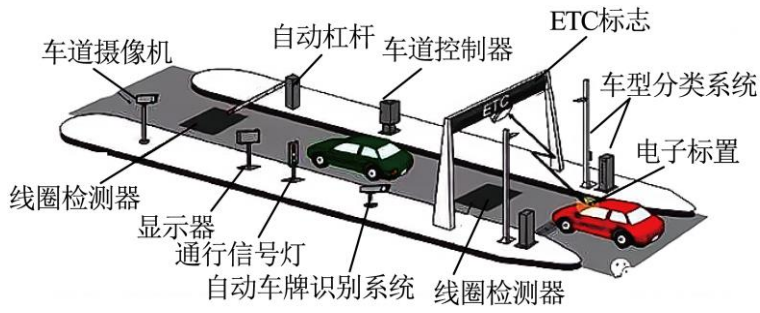 ETC标志
自动杠杆
车道控制器
车道摄像机
车型分类系统
ETC
电子标置
线圈检测器
显示器
通行信号灯
自动车牌识别系统
线圈检测器